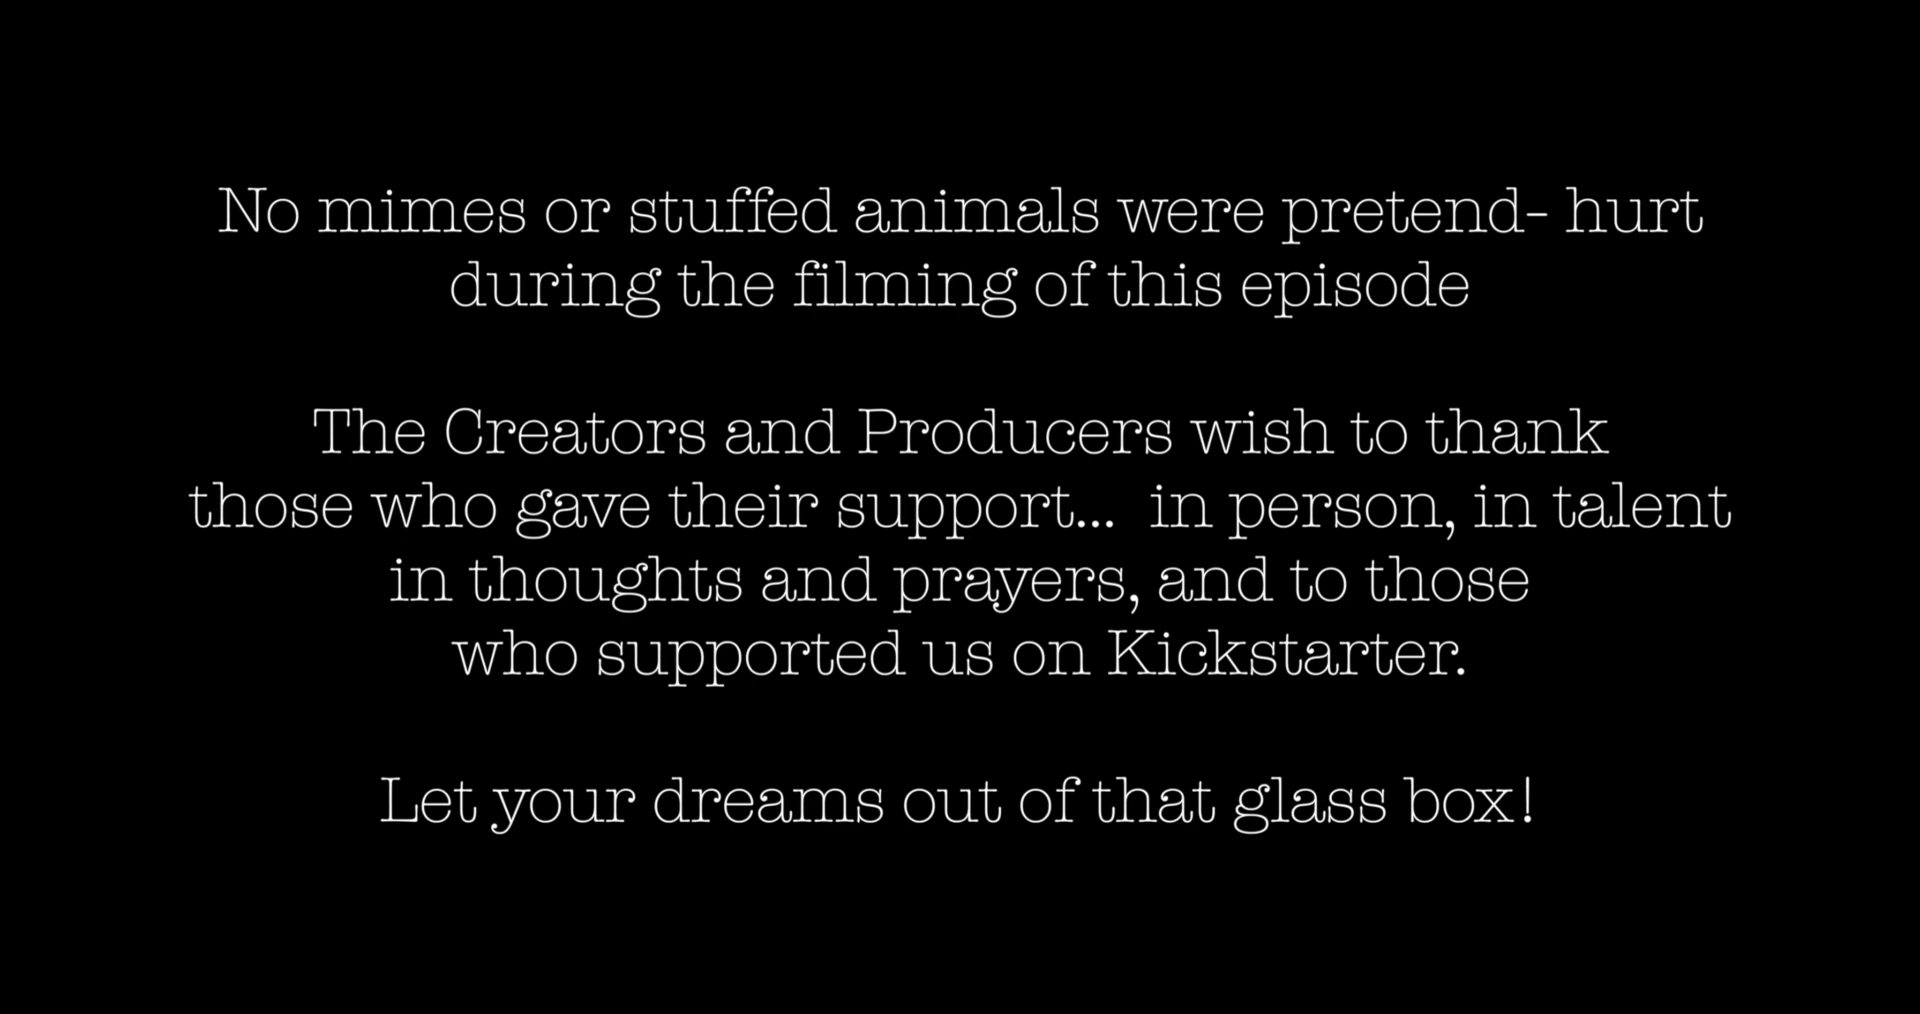 No mimes or stuffed animals were pretend- hurt
during the filming of this episode
The Creators and Producers wish to thank
those who gave their support...  in person, in talent
in thoughts and prayers, and to those
who supported us on Kickstarter.
Let your dreams out of that glass box!